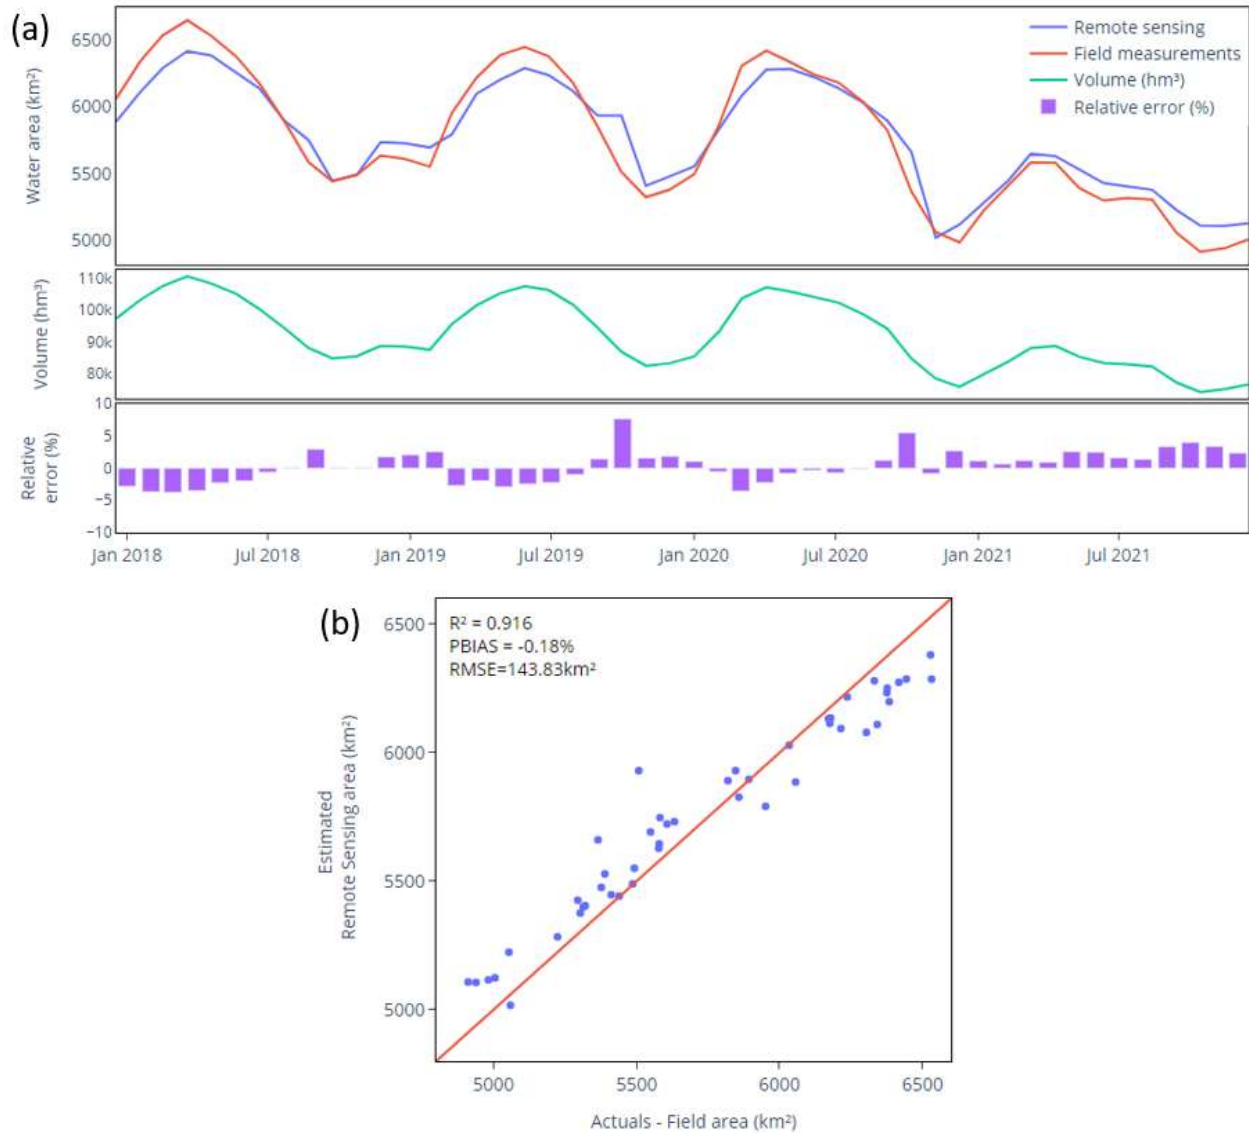 (a)
Water area (km²)
6500
6000
5500
5000
Remote sensing
Field measurements
Volume (hm³)
Relative error (%)
Volume (hm³)
110k
100k
90k
80k
Relative
error (%)
10
5
0
−5
−10
Jan 2018
Jul 2018
Jan 2019
Jul 2019
Jan 2020
Jul 2020
Jan 2021
Jul 2021
(b)
R² = 0.916
PBIAS = -0.18%
RMSE=143.83km²
Estimated
Remote Sensing area (km²)
6500
6000
5500
5000
5000
5500
6000
6500
Actuals - Field area (km²)